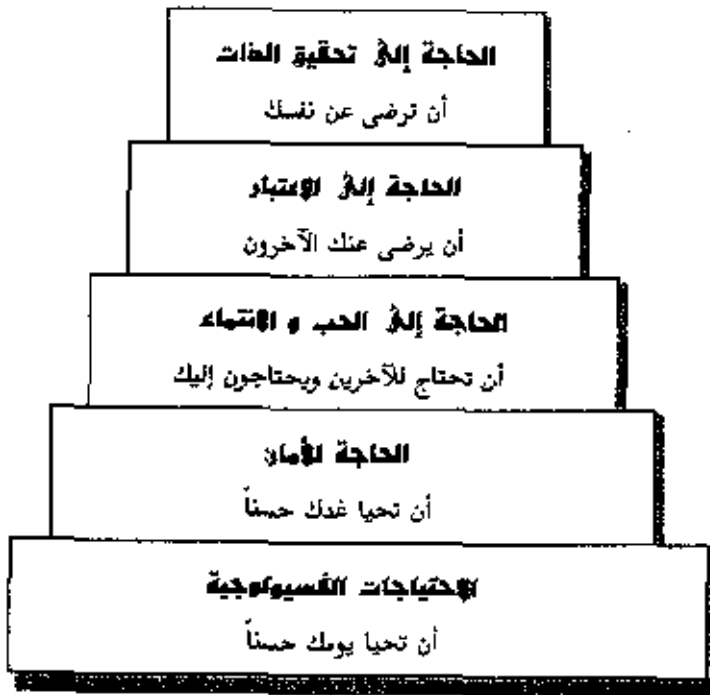 الحاجة إلى تحقيق الذات
أن ترضى عن نفسك
الحاجة إلى الاعتبار
أن يرضى عنك الآخرون
الحاجة إلى الحب و الانتماء
أن تحتاج للآخرين ويحتاجون إليك
الحاجة للأمان
أن تحيا غدك حسناً
الاحتياجات الفسيولوجية
أن تحيا يومك حسناً